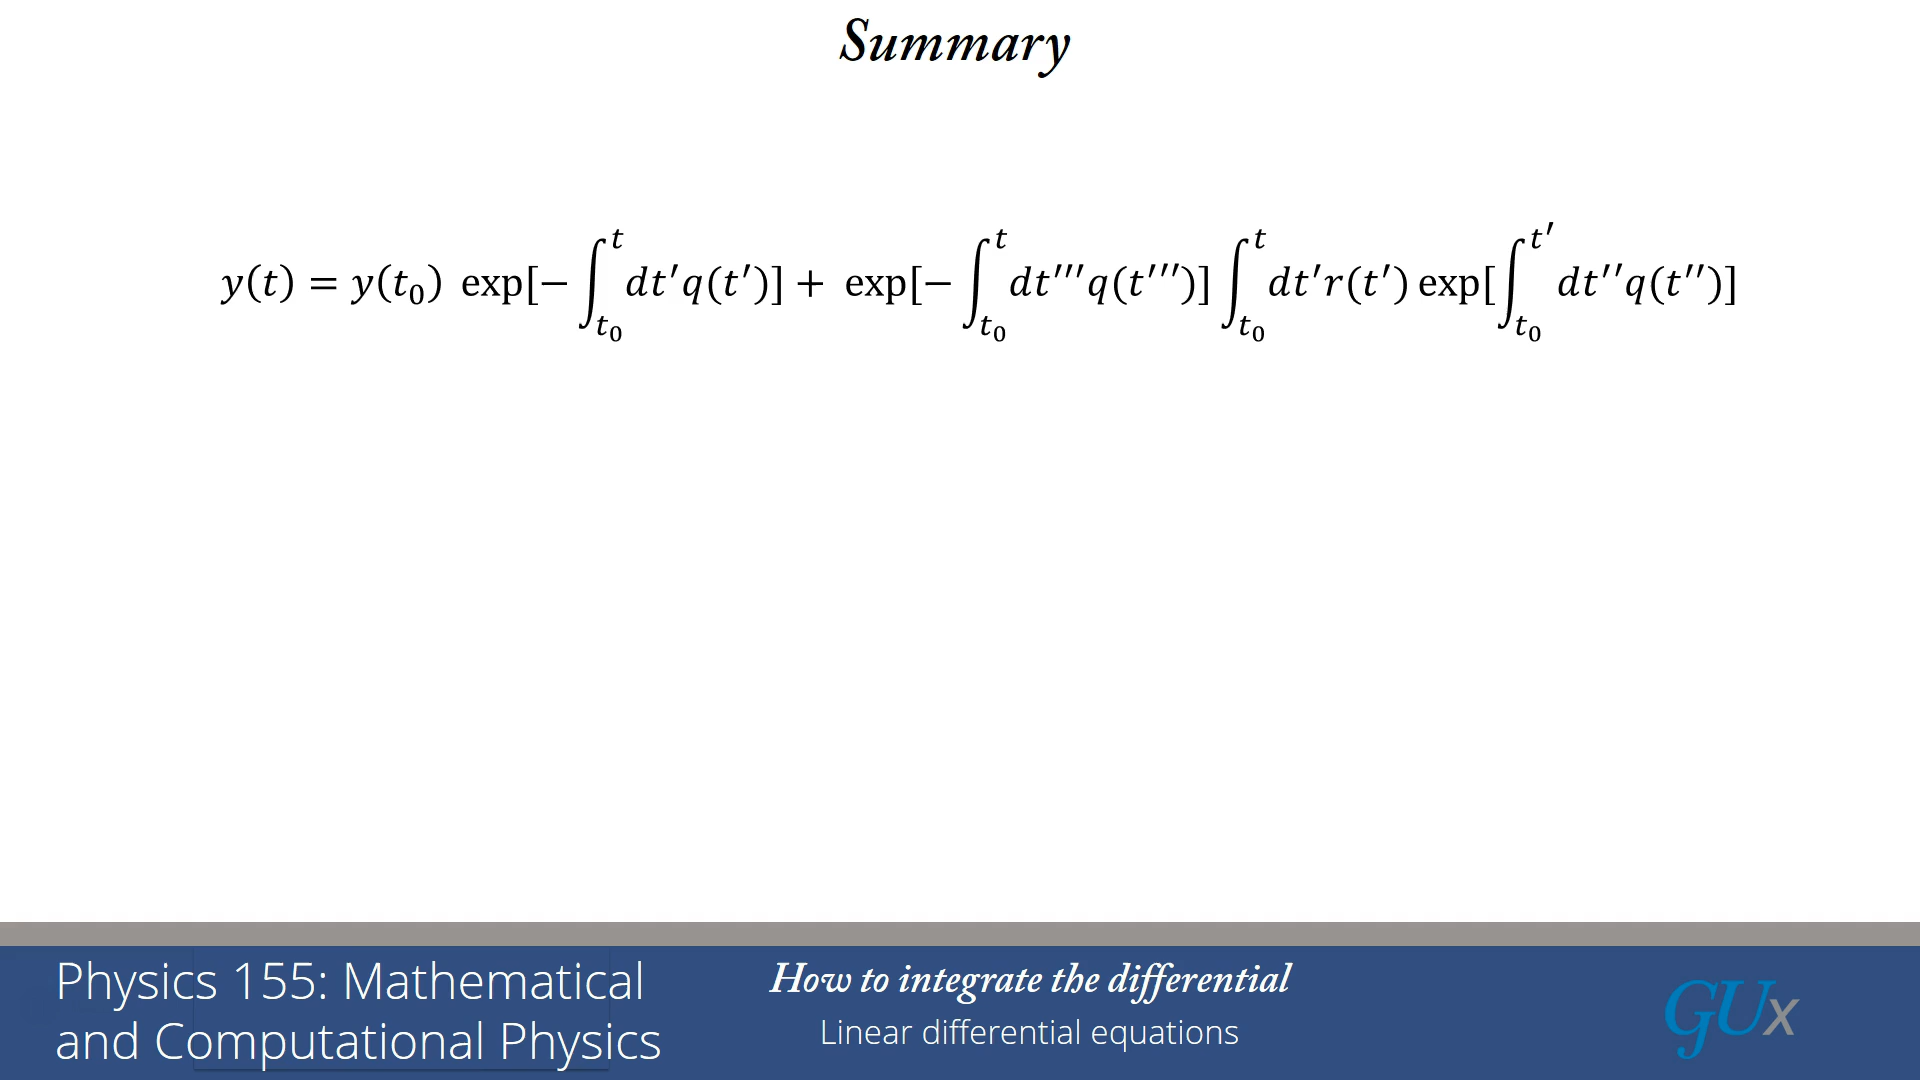 Summary
y(t) = y(t₀) exp[−∫_{t₀}^{t} dt′q(t′)] + exp[−∫_{t₀}^{t} dt′′′q(t′′′)] ∫_{t₀}^{t} dt′r(t′) exp[∫_{t₀}^{t′} dt′′q(t′′)]
Physics 155: Mathematical
and Computational Physics
How to integrate the differential
Linear differential equations
GUx